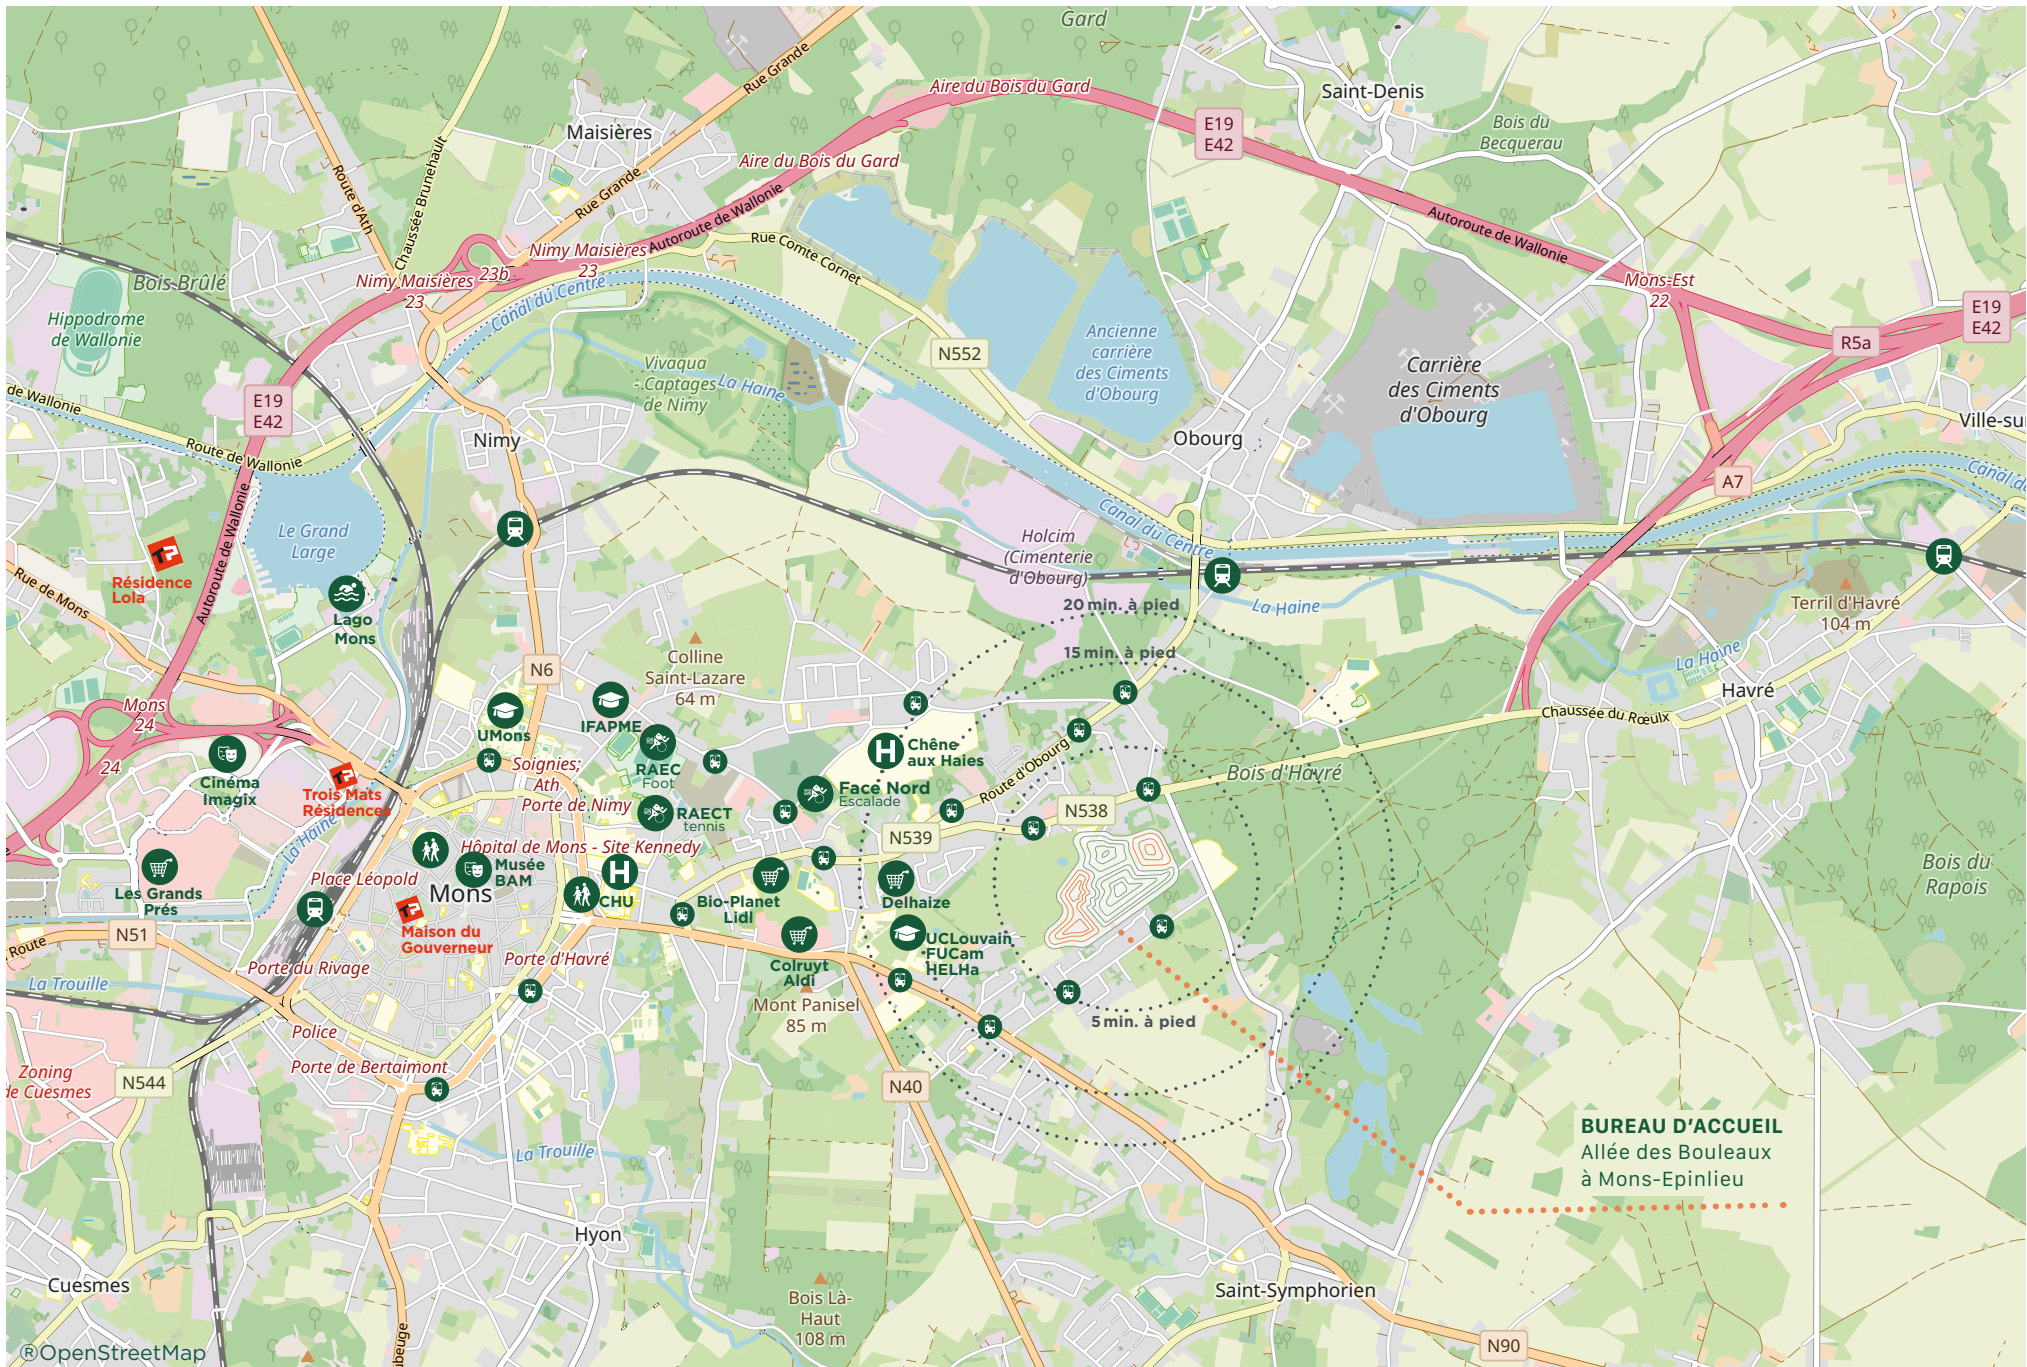 Gard
Rue Grande
Aire du Bois du Gard
Saint-Denis
E19
E42
Bois du
Becquerau
Maisières
Chaussée Brunehault
Route d'Ath
Aire du Bois du Gard
Rue Grande
Autoroute de Wallonie
Rue Comte Cornet
Autoroute de Wallonie
Nimy Maisières
23
23b
Nimy Maisières
23
Mons-Est
22
Bois Brûlé
Canal du Centre
Hippodrome
de Wallonie
E19
E42
R5a
Ancienne
carrière
des Ciments
d'Obourg
N552
Vivaqua
- Captages
de Nimy
La Haine
Carrière
des Ciments
d'Obourg
de Wallonie
E19
E42
Ville-su
Route de Wallonie
Nimy
Obourg
A7
Canal du
Autoroute de Wallonie
Le Grand
Large
Canal du Centre
Holcim
(Cimenterie
d'Obourg)
Résidence
Lola
Rue de Mons
Lago
Mons
20 min. à pied
La Haine
Terril d'Havré
104 m
15 min. à pied
N6
Colline
Saint-Lazare
64 m
La Haine
Havré
Mons
24
Chaussée du Rœulx
IFAPME
UMons
24
Soignies;
Ath
RAEC
Foot
Chêne
aux Haies
Route d'Obourg
Bois d'Havré
Cinéma
Imagix
Trois Mats
Résidences
Porte de Nimy
RAECT
tennis
Face Nord
Escalade
N538
N539
La Haine
Hôpital de Mons - Site Kennedy
Bois du
Rapois
Les Grands
Prés
Place Léopold
Mons
Musée
BAM
CHU
Bio-Planet
Lidl
Delhaize
N51
Route
Maison du
Gouverneur
UCLouvain
FUCam
HELHa
Porte du Rivage
Porte d'Havré
Colruyt
Aldi
La Trouille
Mont Panisel
85 m
5 min. à pied
Police
Porte de Bertaimont
Zoning
de Cuesmes
N544
N40
BUREAU D'ACCUEIL
Allée des Bouleaux
à Mons-Epinlieu
La Trouille
Hyon
Cuesmes
Bois Là-
Haut
108 m
Saint-Symphorien
N90
ubeuge
®OpenStreetMap